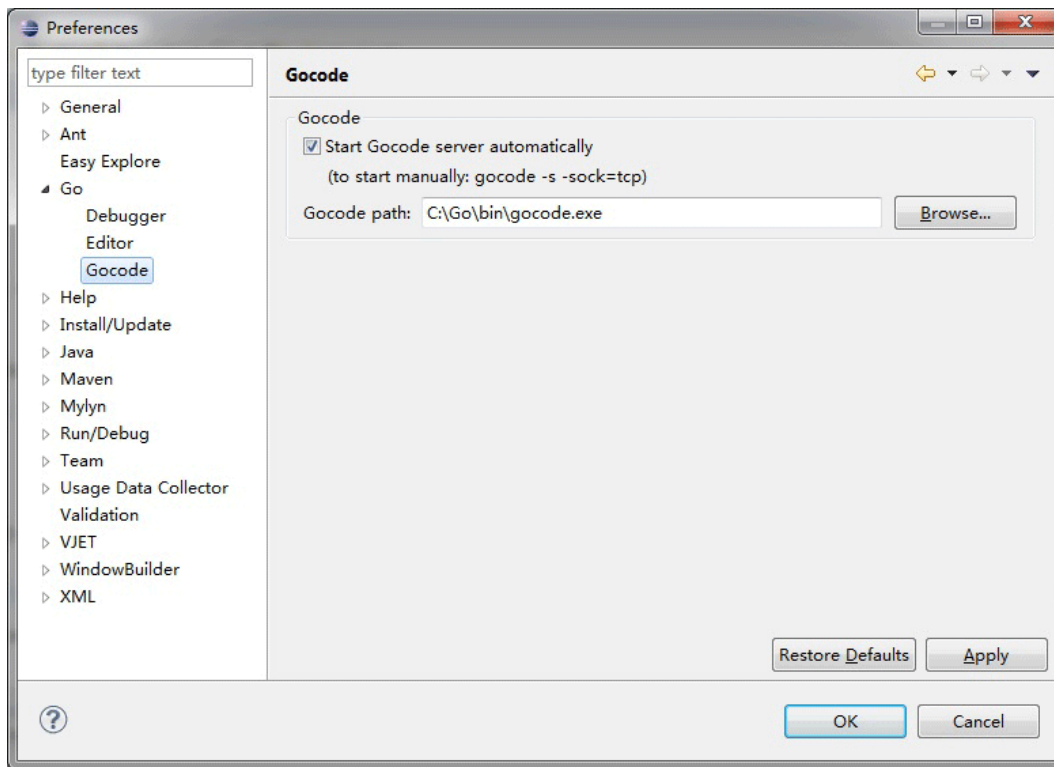 Preferences
type filter text
General
Ant
Easy Explore
Go
Debugger
Editor
Gocode
Help
Install/Update
Java
Maven
Mylyn
Run/Debug
Team
Usage Data Collector
Validation
VJET
WindowBuilder
XML
Gocode
Gocode
Start Gocode server automatically
(to start manually: gocode -s -sock=tcp)
Gocode path: C:\Go\bin\gocode.exe Browse...
Restore Defaults Apply
? OK Cancel